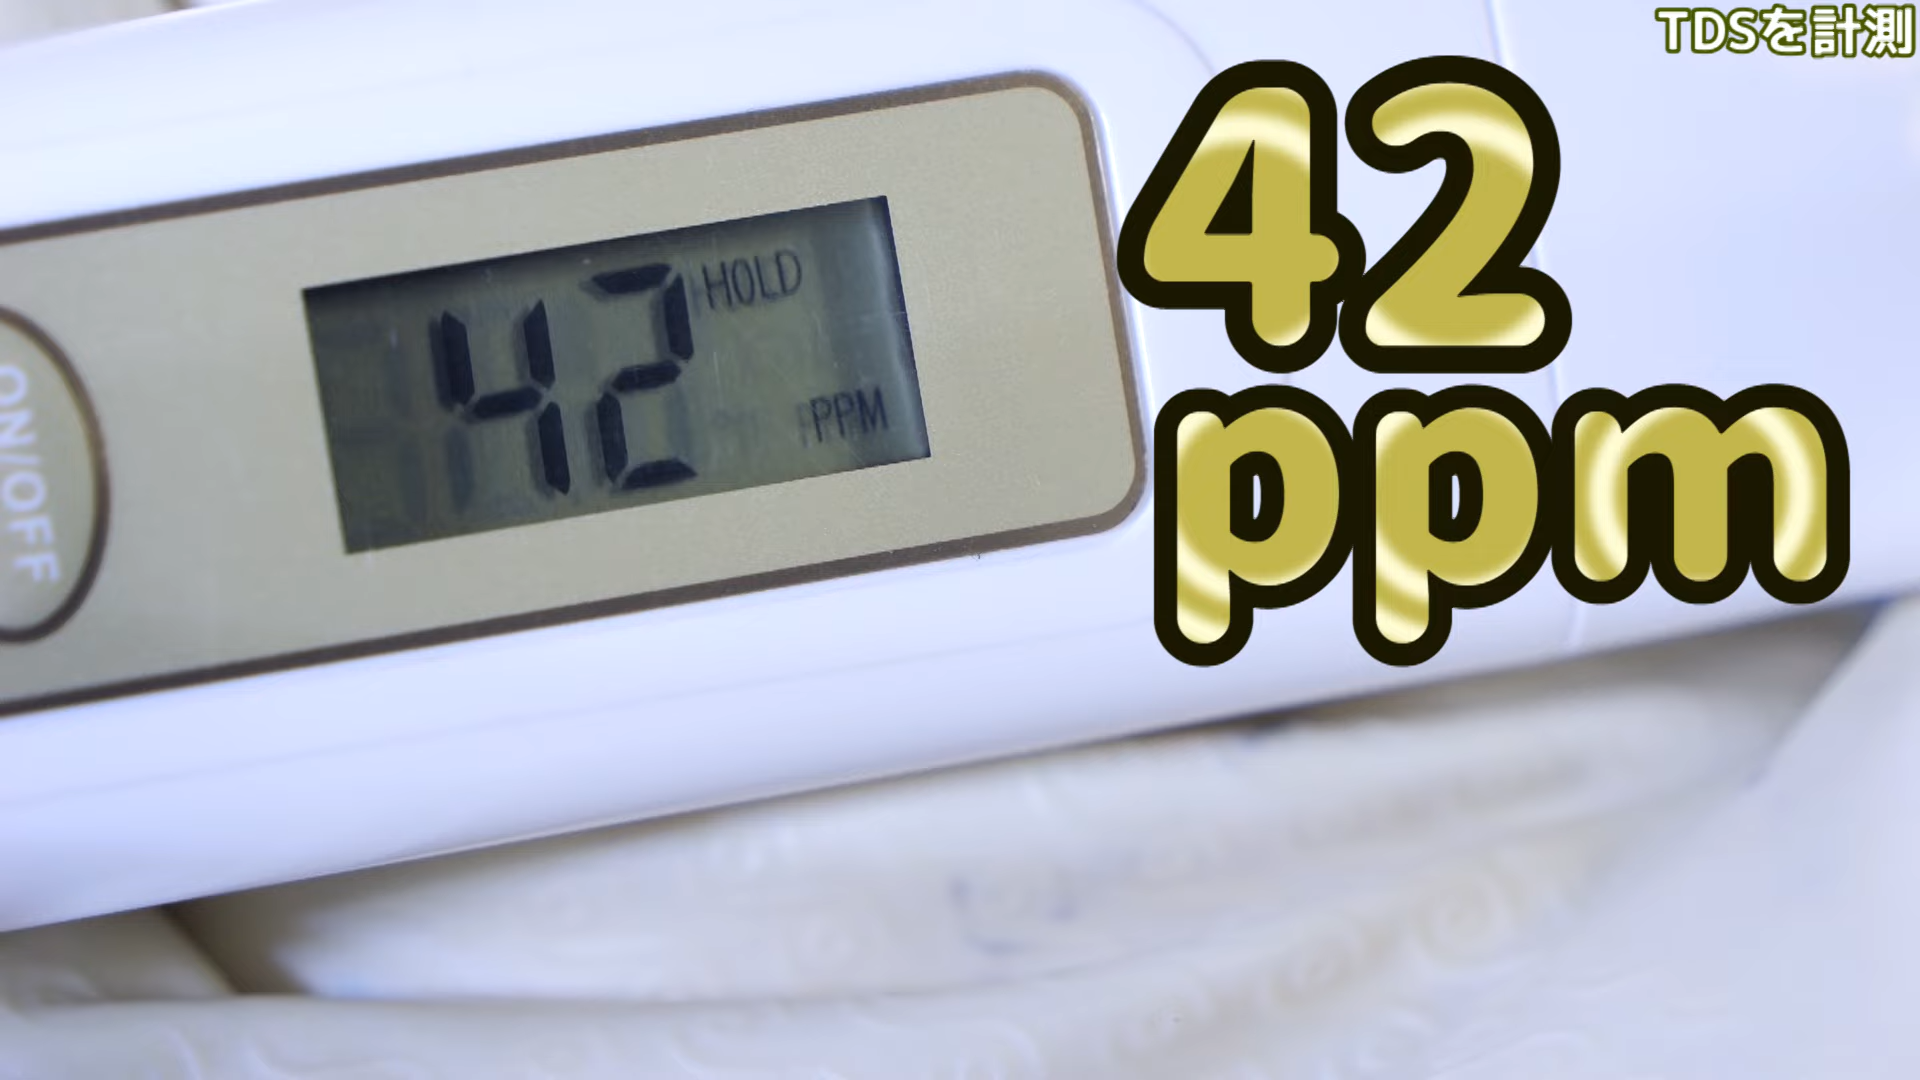 TDSを計測
42
ppm
HOLD
42
PPM
ON/OFF